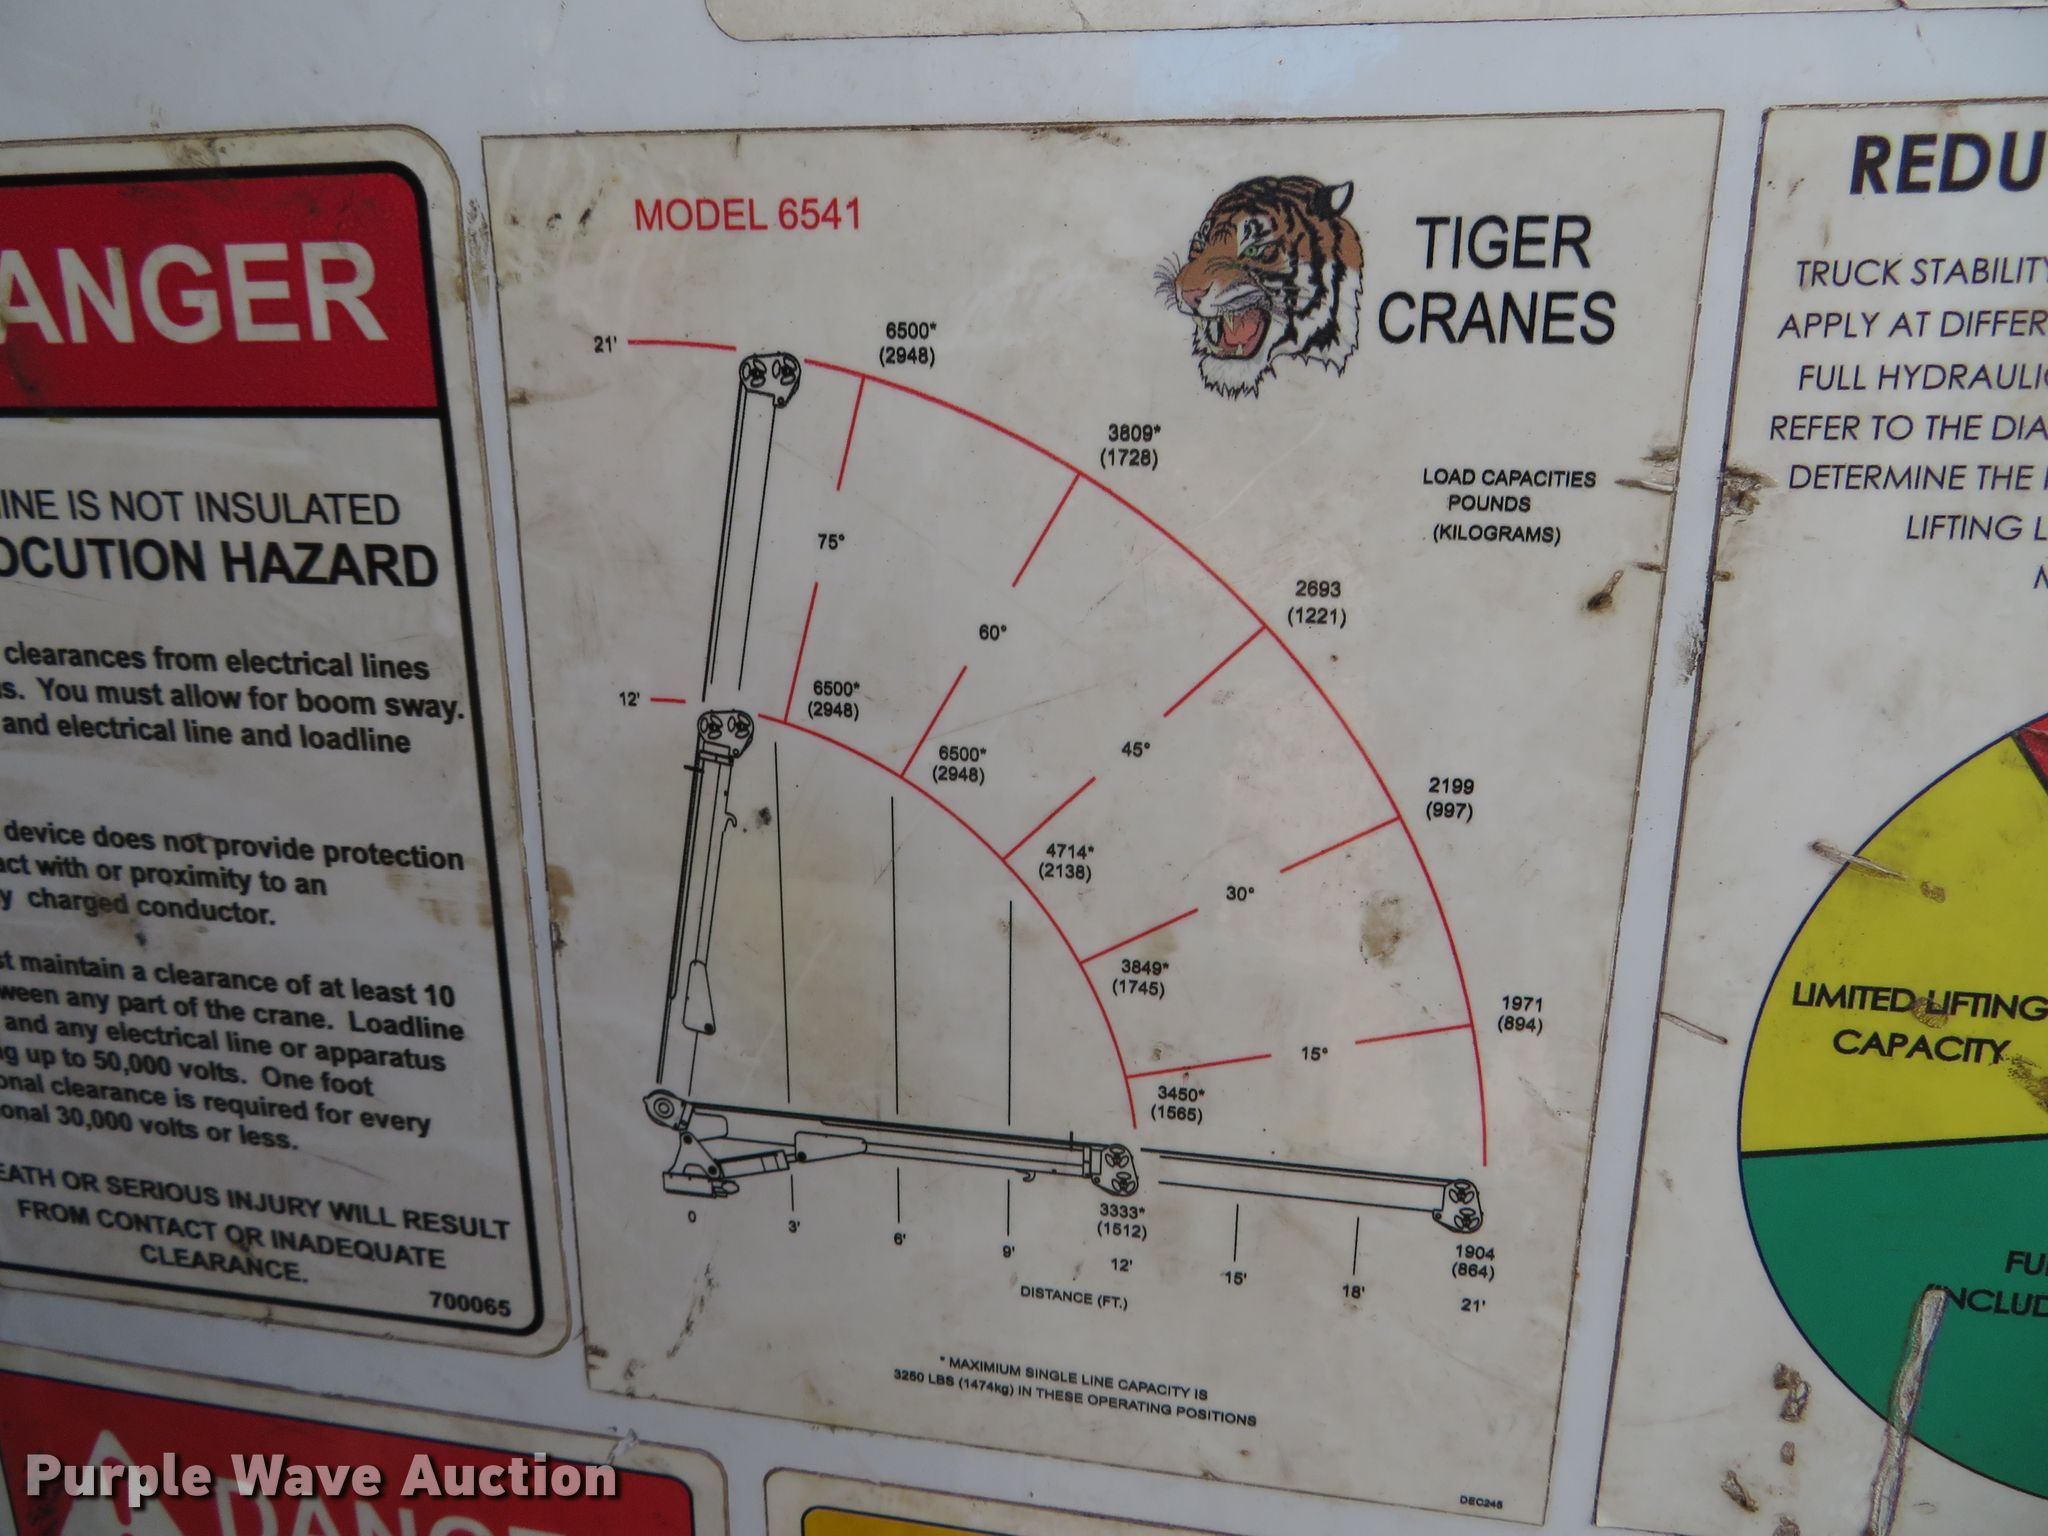 ANGER
INE IS NOT INSULATED
OCUTION HAZARD
clearances from electrical lines
s. You must allow for boom sway.
and electrical line and loadline
device does not provide protection
act with or proximity to an
y charged conductor.
st maintain a clearance of at least 10
ween any part of the crane. Loadline
and any electrical line or apparatus
ng up to 50,000 volts. One foot
onal clearance is required for every
ional 30,000 volts or less.
EATH OR SERIOUS INJURY WILL RESULT
FROM CONTACT OR INADEQUATE
CLEARANCE.
700065
MODEL 6541
TIGER
CRANES
LOAD CAPACITIES
POUNDS
(KILOGRAMS)
21'
6500*
(2948)
3809*
(1728)
2693
(1221)
2199
(997)
1971
(894)
75°
60°
45°
30°
15°
12'
6500*
(2948)
6500*
(2948)
4714*
(2138)
3849*
(1745)
3450*
(1565)
3333*
(1512)
1904
(864)
0
3'
6'
9'
12'
15'
18'
21'
DISTANCE (FT.)
* MAXIMIUM SINGLE LINE CAPACITY IS
3250 LBS (1474kg) IN THESE OPERATING POSITIONS
DEC245
REDU
TRUCK STABILITY
APPLY AT DIFFER
FULL HYDRAULIC
REFER TO THE DIA
DETERMINE THE
LIFTING L
LIMITED LIFTING
CAPACITY
FU
INCLUD
DANG
Purple Wave Auction